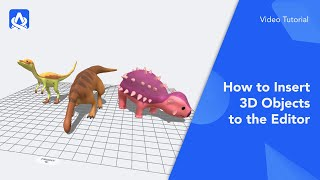 Video Tutorial
How to Insert
3D Objects
to the Editor